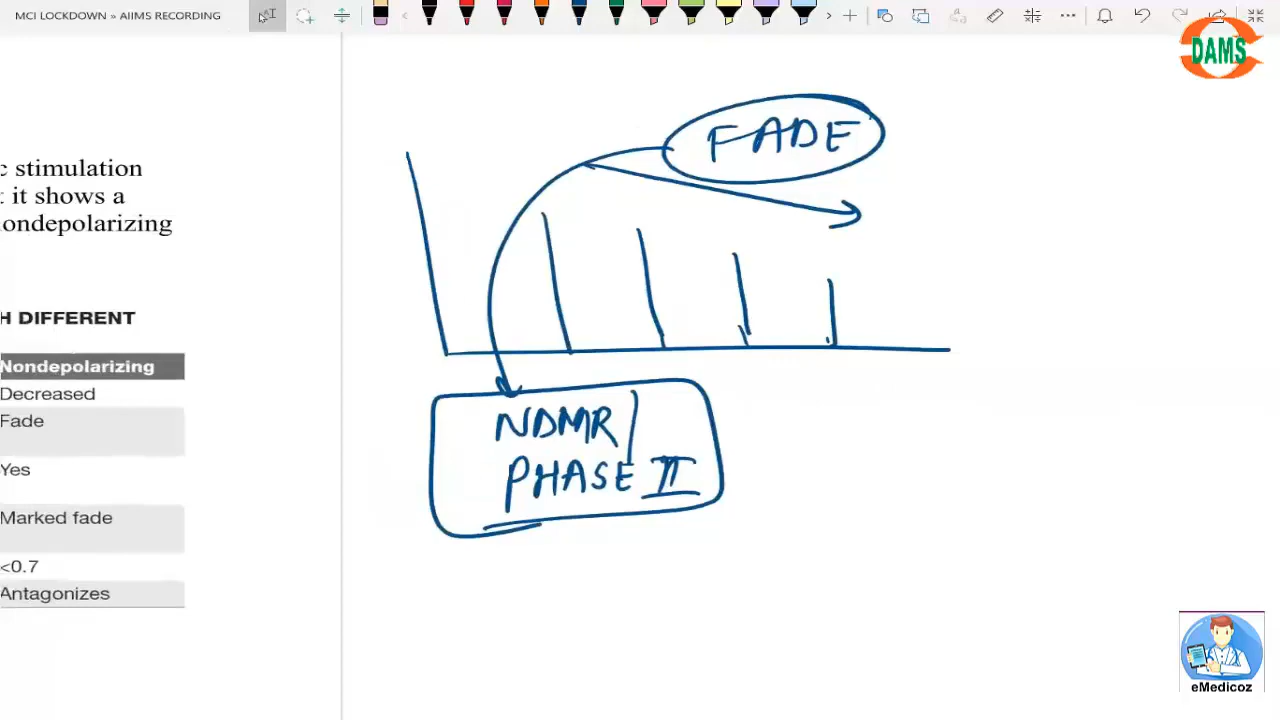 MCI LOCKDOWN » AIIMS RECORDING
DAMS
c stimulation
it shows a
nondepolarizing
H DIFFERENT
Nondepolarizing
Decreased
Fade
Yes
Marked fade
<0.7
Antagonizes
FADE
NDMR/
PHASE II
eMedicoz